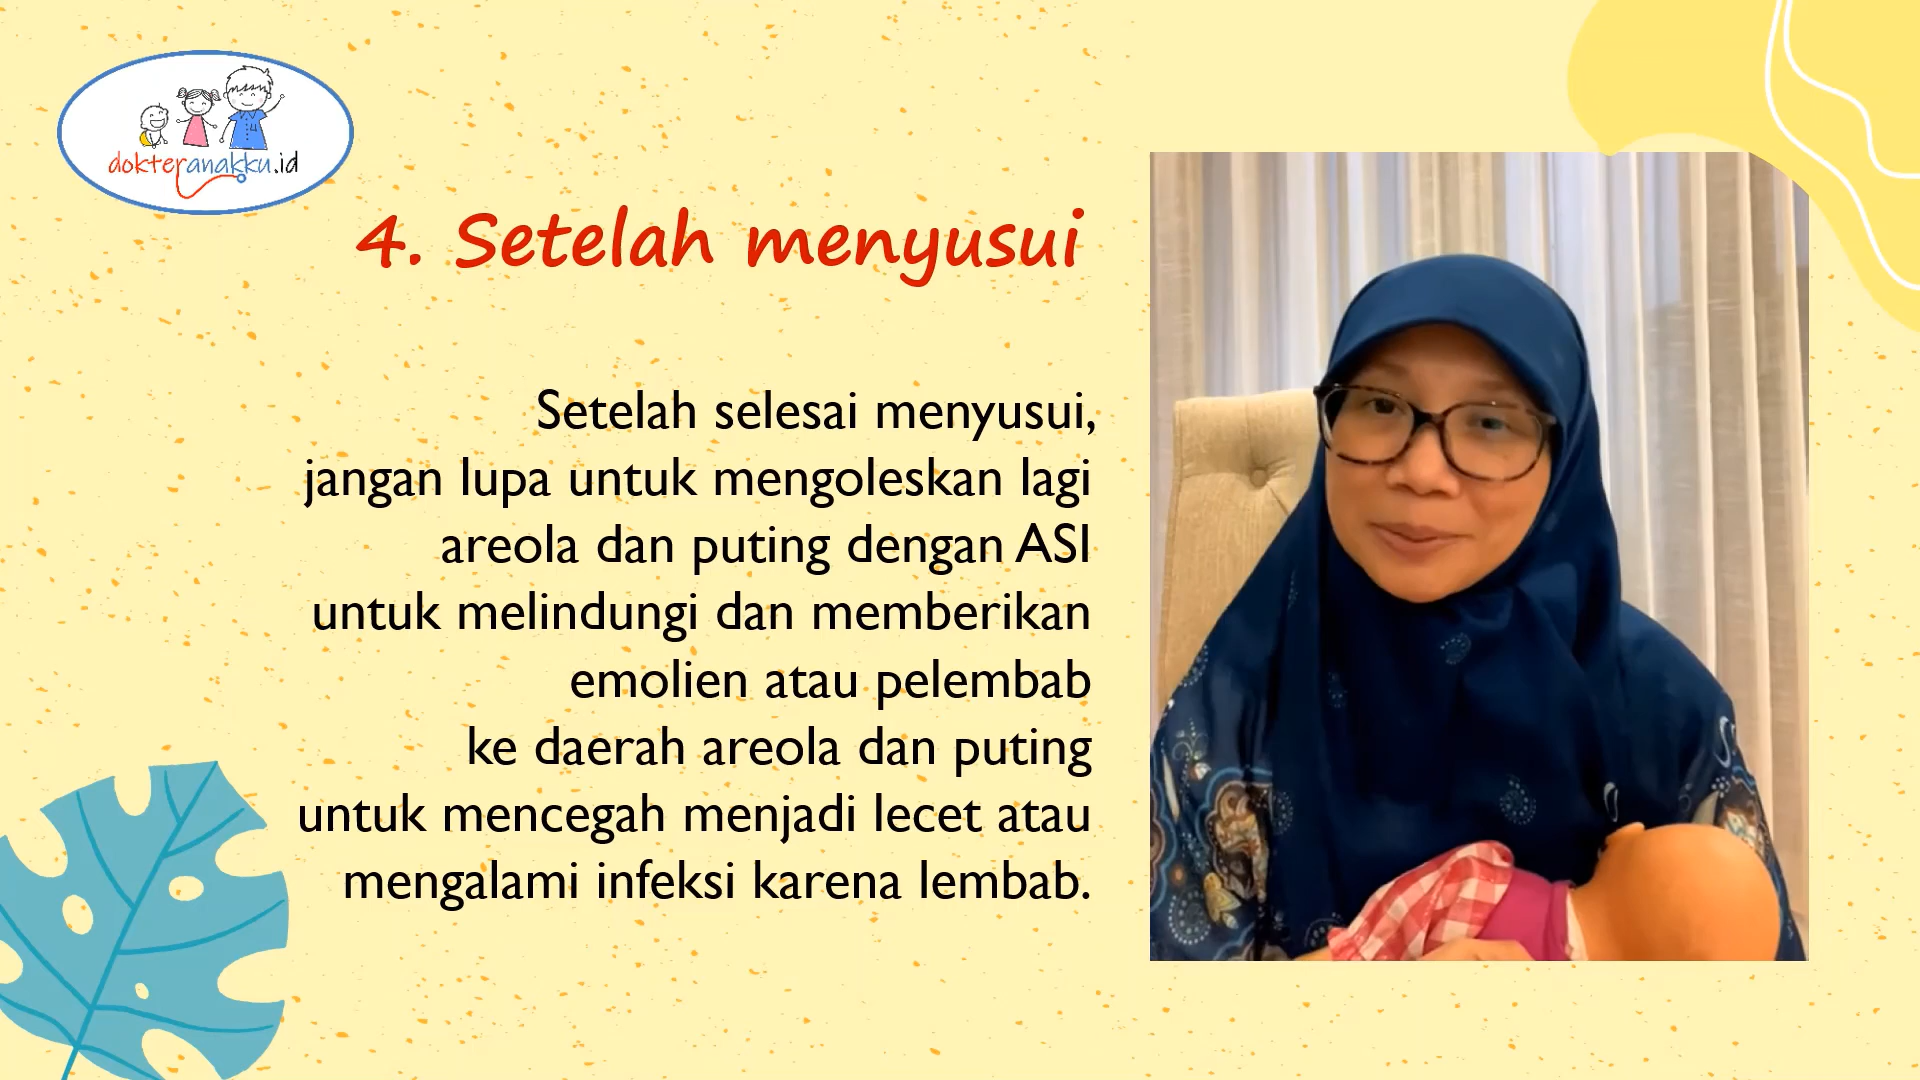 dokteranakku.id
4. Setelah menyusui
Setelah selesai menyusui,
jangan lupa untuk mengoleskan lagi
areola dan puting dengan ASI
untuk melindungi dan memberikan
emolien atau pelembab
ke daerah areola dan puting
untuk mencegah menjadi lecet atau
mengalami infeksi karena lembab.